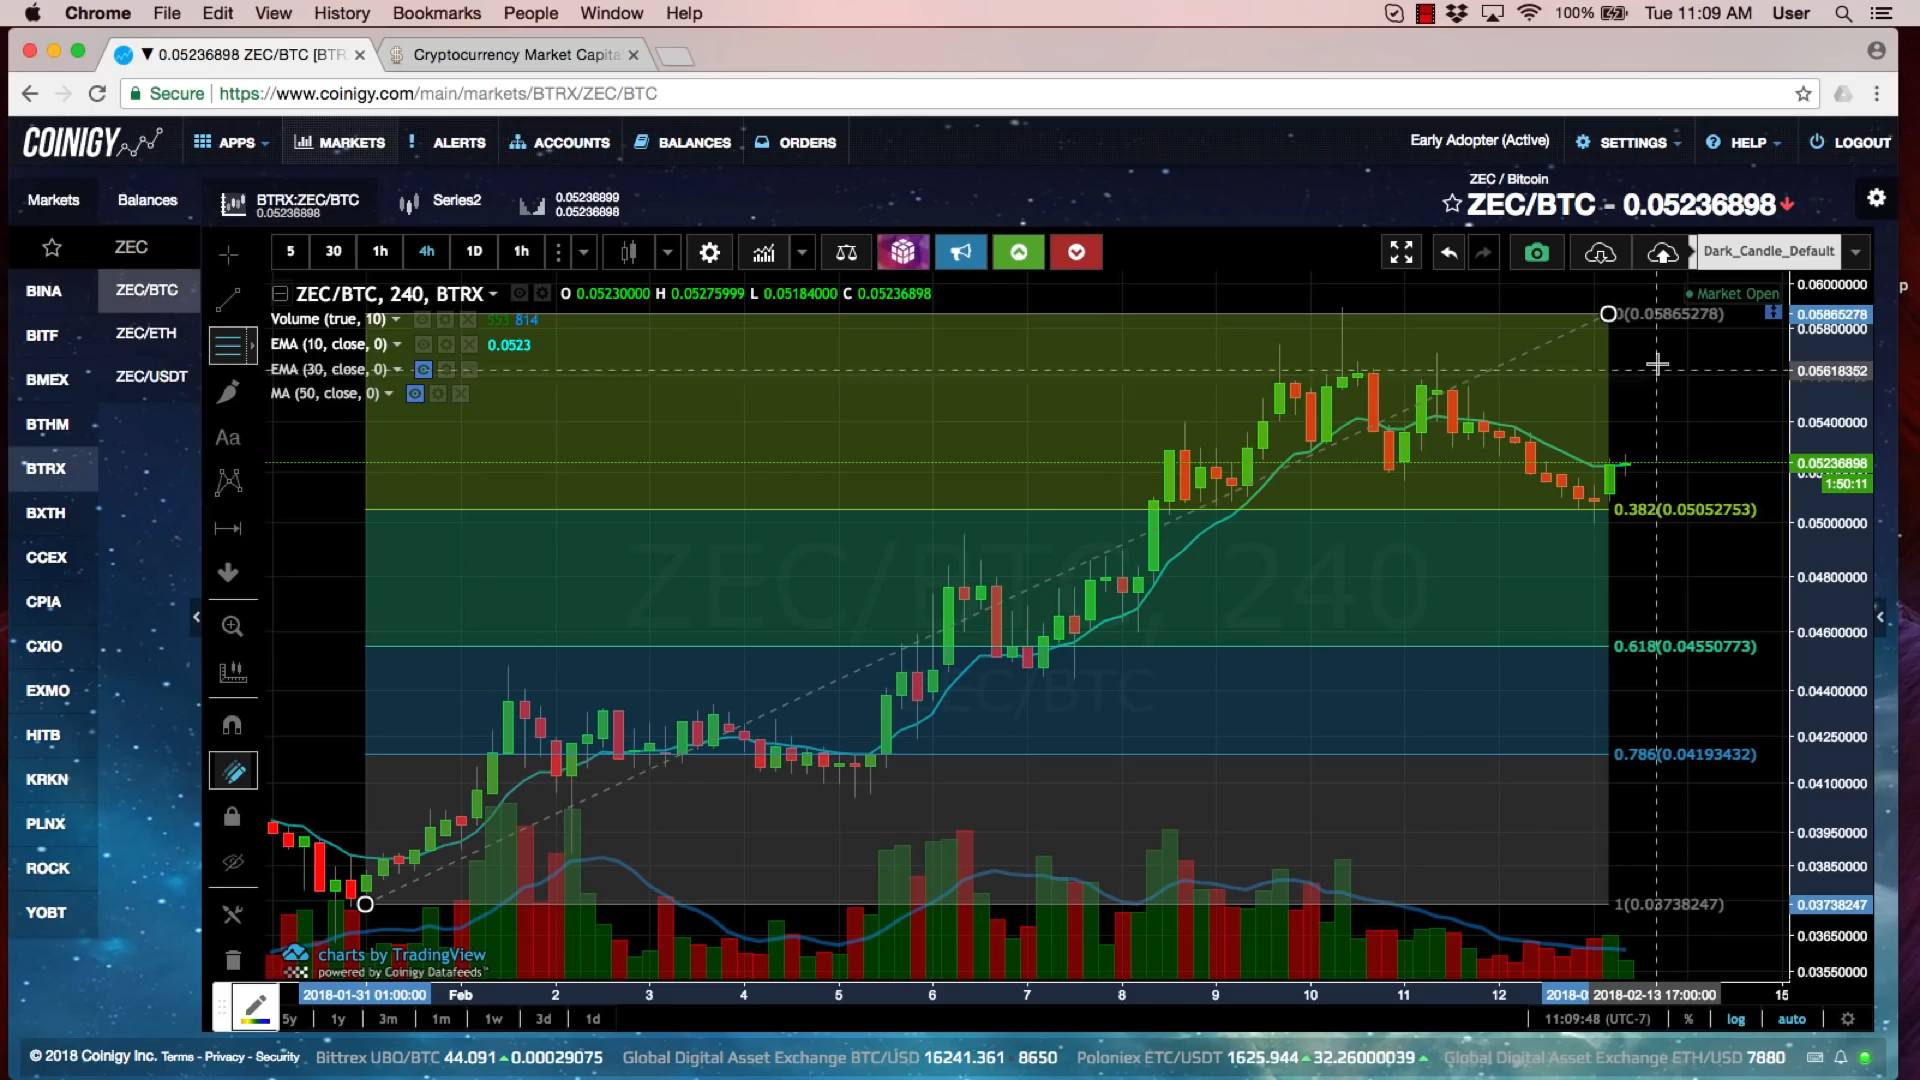 Chrome File Edit View History Bookmarks People Window Help 100% Tue 11:09 AM User
▼ 0.05236898 ZEC/BTC [BTR
Cryptocurrency Market Capita
Secure https://www.coinigy.com/main/markets/BTRX/ZEC/BTC
COINIGY APPS MARKETS ALERTS ACCOUNTS BALANCES ORDERS Early Adopter (Active) SETTINGS HELP LOGOUT
Markets Balances
BTRX:ZEC/BTC
0.05236898
Series2
0.05236899
0.05236898
ZEC / Bitcoin
ZEC/BTC - 0.05236898
ZEC
5 30 1h 4h 1D 1h
Dark_Candle_Default
BINA
BITF
BMEX
BTHM
BTRX
BXTH
CCEX
CPIA
CXIO
EXMO
HITB
KRKN
PLNX
ROCK
YOBT
ZEC/BTC
ZEC/ETH
ZEC/USDT
Aa
ZEC/BTC, 240, BTRX O 0.05230000 H 0.05275999 L 0.05184000 C 0.05236898
Market Open
Volume (true, 10) 553 814
EMA (10, close, 0) 0.0523
EMA (30, close, 0)
MA (50, close, 0)
ZEC/BTC, 240
ZEC/BTC
0(0.05865278)
0.382(0.05052753)
0.618(0.04550773)
0.786(0.04193432)
1(0.03738247)
0.06000000
0.05865278
0.05800000
0.05618352
0.05400000
0.05236898
1:50:11
0.05000000
0.04800000
0.04600000
0.04400000
0.04250000
0.04100000
0.03950000
0.03850000
0.03738247
0.03650000
0.03550000
charts by TradingView
powered by Coinigy Datafeeds™
2018-01-31 01:00:00 Feb 2 3 4 5 6 7 8 9 10 11 12 2018-0 2018-02-13 17:00:00 15
5y 1y 3m 1m 1w 3d 1d 11:09:48 (UTC-7) % log auto
© 2018 Coinigy Inc. Terms - Privacy - Security Bittrex UBQ/BTC 44.091 0.00029075 Global Digital Asset Exchange BTC/USD 16241.361 8650 Poloniex ETC/USDT 1625.944 32.26000039 Global Digital Asset Exchange ETH/USD 7880